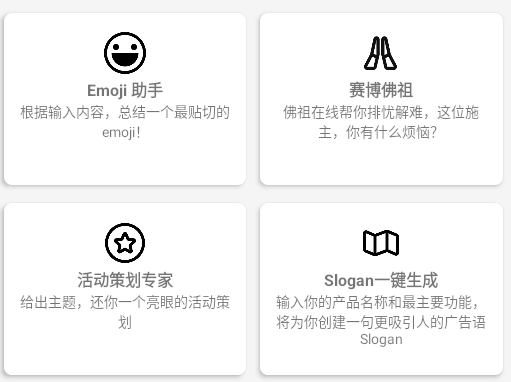 Emoji 助手
根据输入内容，总结一个最贴切的
emoji！
赛博佛祖
佛祖在线帮你排忧解难，这位施
主，你有什么烦恼？
活动策划专家
给出主题，还你一个亮眼的活动策
划
Slogan一键生成
输入你的产品名称和最主要功能，
将为你创建一句更吸引人的广告语
Slogan